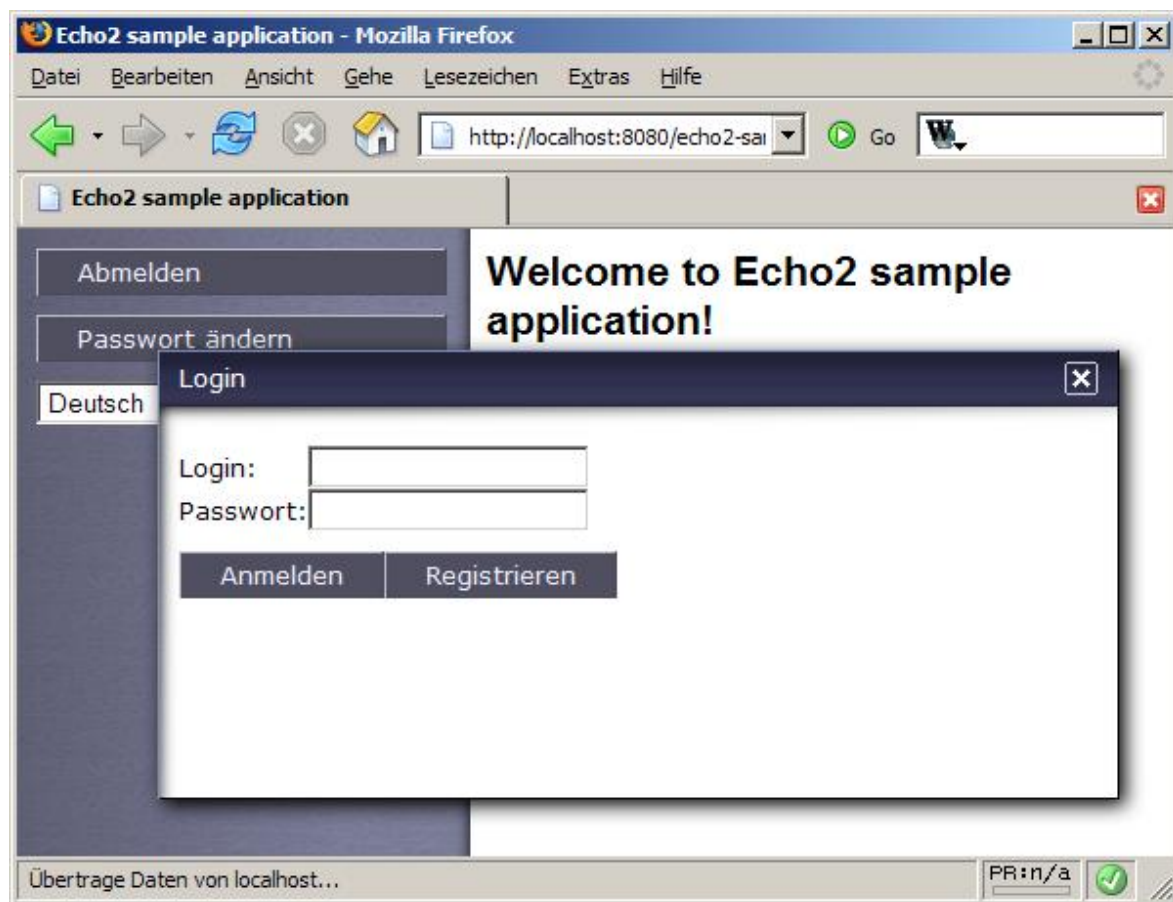 Echo2 sample application - Mozilla Firefox
Datei Bearbeiten Ansicht Gehe Lesezeichen Extras Hilfe
http://localhost:8080/echo2-sai Go W
Echo2 sample application
Abmelden
Passwort ändern
Deutsch
Welcome to Echo2 sample
application!
Login
Login:
Passwort:
Anmelden Registrieren
Übertrage Daten von localhost... PR:n/a